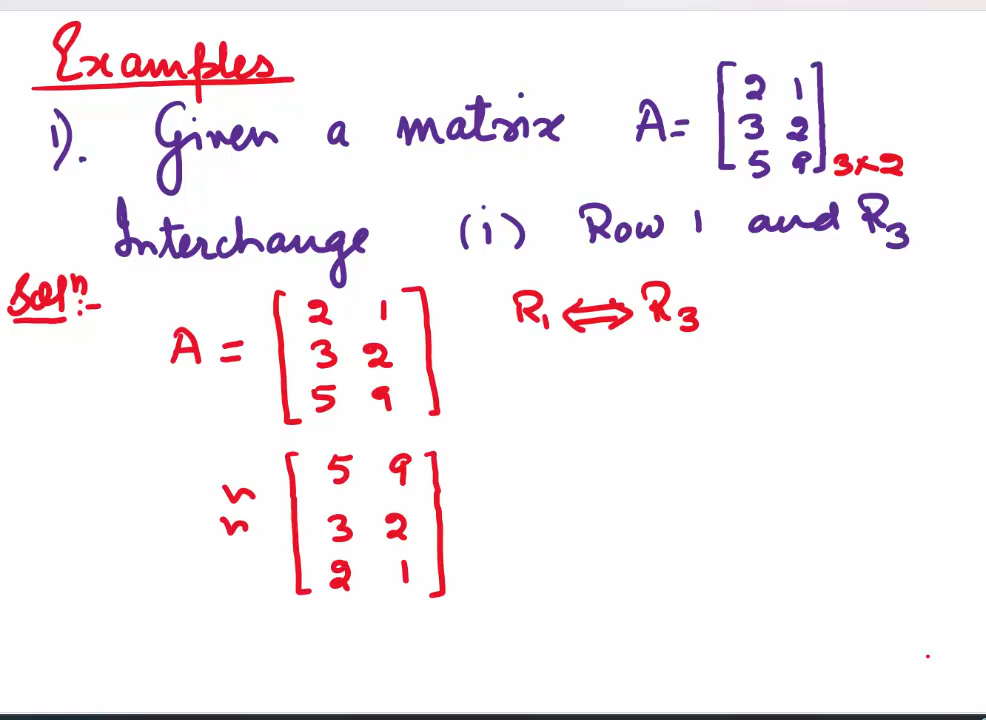 Examples
1). Given a matrix A = [2 1
3 2
5 9] 3×2
Interchange (i) Row 1 and R3
Solⁿ:-
A = [2 1
3 2
5 9] R1 ⟺ R3
≈ [5 9
3 2
2 1]